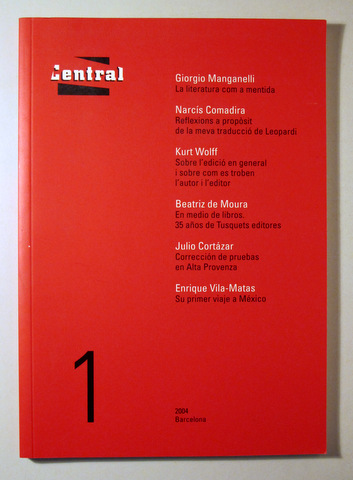 Central
Giorgio Manganelli
La literatura com a mentida
Narcís Comadira
Reflexions a propòsit
de la meva traducció de Leopardi
Kurt Wolff
Sobre l'edició en general
i sobre com es troben
l'autor i l'editor
Beatriz de Moura
En medio de libros.
35 años de Tusquets editores
Julio Cortázar
Corrección de pruebas
en Alta Provenza
Enrique Vila-Matas
Su primer viaje a México
1
2004
Barcelona